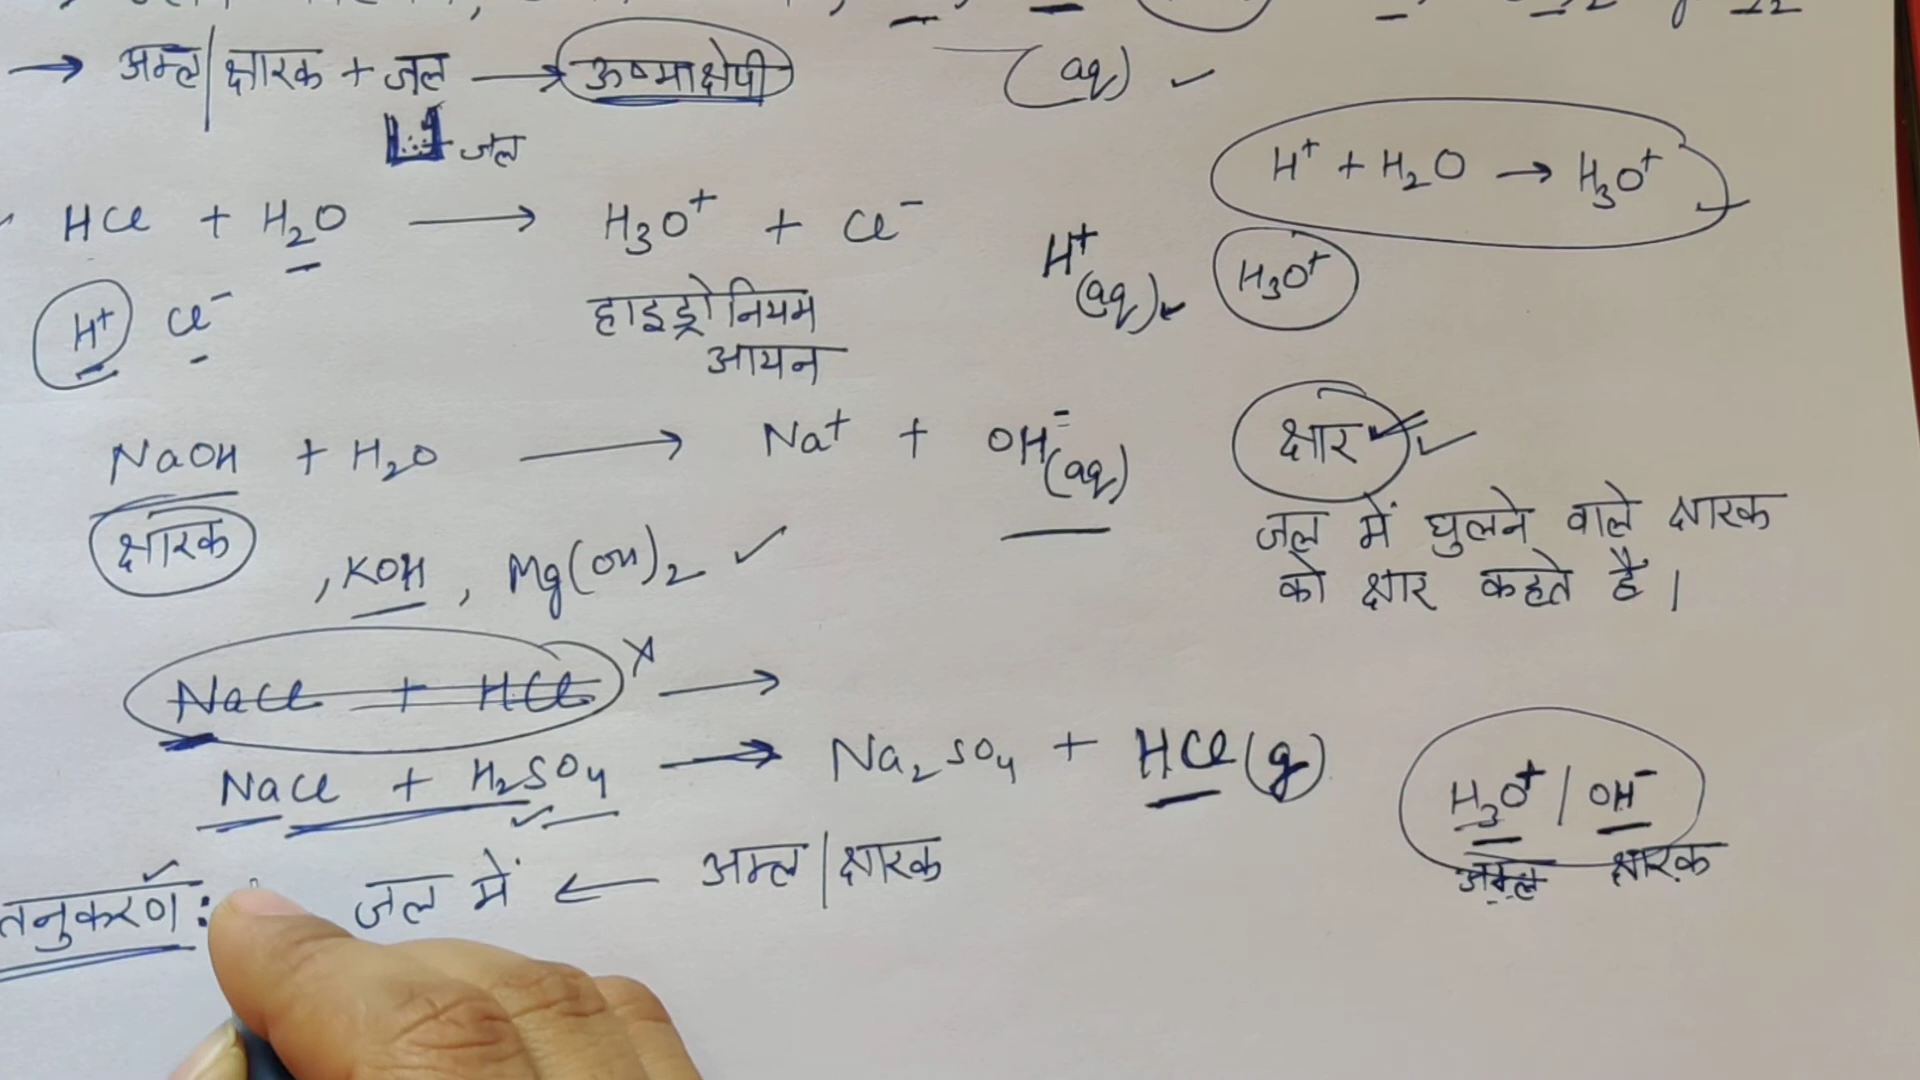 → अम्ल/क्षारक + जल → ऊष्माक्षेपी
(aq) ✓
जल
H⁺ + H₂O → H₃O⁺
HCl + H₂O → H₃O⁺ + Cl⁻
H⁺(aq) ✓ H₃O⁺
H⁺ Cl⁻
हाइड्रोनियम
आयन
NaOH + H₂O → Na⁺ + OH⁻(aq)
क्षार ✓✓
क्षारक
, KOH, Mg(OH)₂ ✓
जल में घुलने वाले क्षारक
को क्षार कहते है।
NaCl + HCl × →
NaCl + H₂SO₄ → Na₂SO₄ + HCl(g)
H₃O⁺ / OH⁻
अम्ल क्षारक
तनुकरण : जल में ← अम्ल/क्षारक